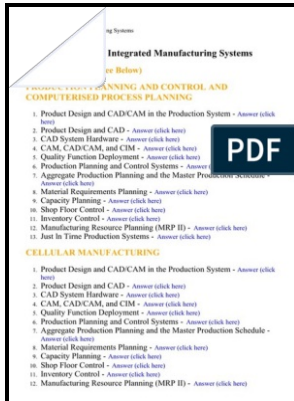 ng Systems
Integrated Manufacturing Systems
ee Below)
PRODUCTION PLANNING AND CONTROL AND
COMPUTERISED PROCESS PLANNING
1. Product Design and CAD/CAM in the Production System - Answer (click
here)
2. Product Design and CAD - Answer (click here)
3. CAD System Hardware - Answer (click here)
4. CAM, CAD/CAM, and CIM - Answer (click here)
5. Quality Function Deployment - Answer (click here)
6. Production Planning and Control Systems - Answer
7. Aggregate Production Planning and the Master Production Schedule -
Answer (click here)
8. Material Requirements Planning - Answer (click here)
9. Capacity Planning - Answer (click here)
10. Shop Floor Control - Answer (click here)
11. Inventory Control - Answer (click here)
12. Manufacturing Resource Planning (MRP II) - Answer (click here)
13. Just In Time Production Systems - Answer (click here)
PDF
CELLULAR MANUFACTURING
1. Product Design and CAD/CAM in the Production System - Answer (click
here)
2. Product Design and CAD - Answer (click here)
3. CAD System Hardware - Answer (click here)
4. CAM, CAD/CAM, and CIM - Answer (click here)
5. Quality Function Deployment - Answer (click here)
6. Production Planning and Control Systems - Answer (click here)
7. Aggregate Production Planning and the Master Production Schedule -
Answer (click here)
8. Material Requirements Planning - Answer (click here)
9. Capacity Planning - Answer (click here)
10. Shop Floor Control - Answer (click here)
11. Inventory Control - Answer (click here)
12. Manufacturing Resource Planning (MRP II) - Answer (click here)